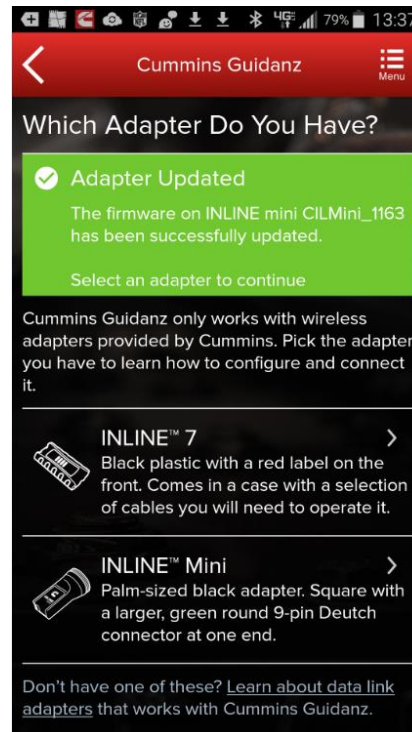 79% 13:37
Cummins Guidanz
Menu
Which Adapter Do You Have?
Adapter Updated
The firmware on INLINE mini CILMini_1163
has been successfully updated.
Select an adapter to continue
Cummins Guidanz only works with wireless
adapters provided by Cummins. Pick the adapter
you have to learn how to configure and connect
it.
INLINE™ 7
Black plastic with a red label on the
front. Comes in a case with a selection
of cables you will need to operate it.
INLINE™ Mini
Palm-sized black adapter. Square with
a larger, green round 9-pin Deutch
connector at one end.
Don't have one of these? Learn about data link
adapters that works with Cummins Guidanz.